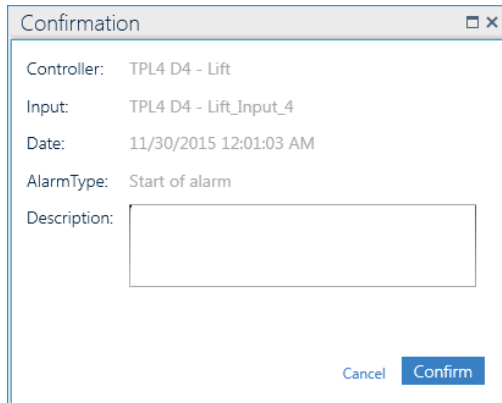 Confirmation
Controller: TPL4 D4 - Lift
Input: TPL4 D4 - Lift_Input_4
Date: 11/30/2015 12:01:03 AM
AlarmType: Start of alarm
Description:
Cancel Confirm